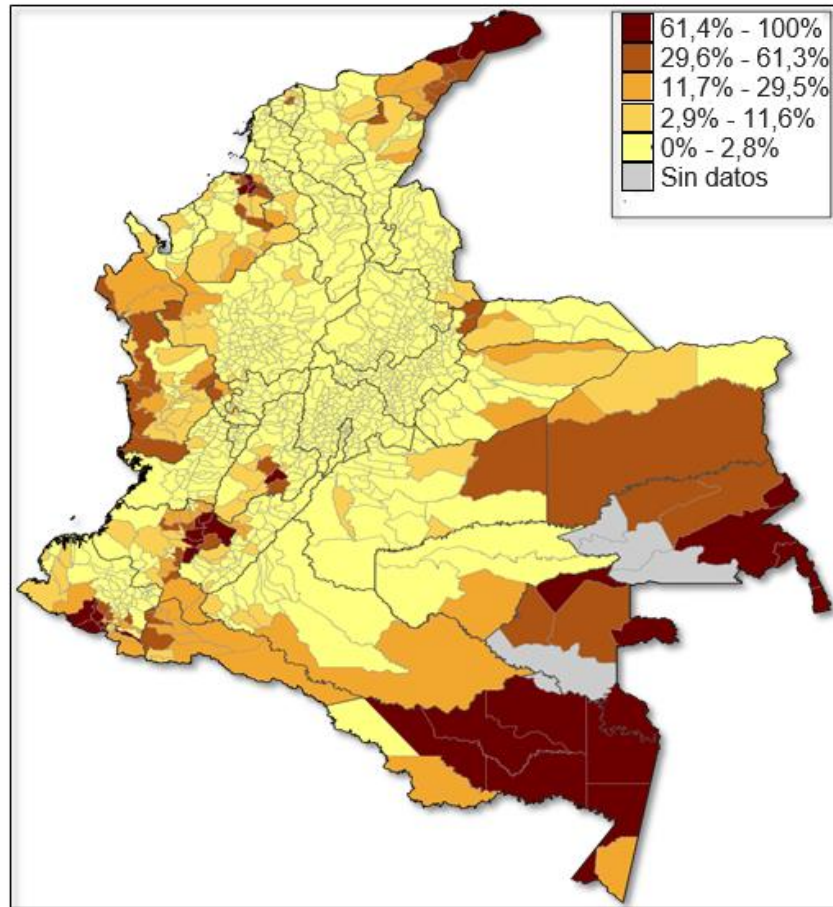 61,4% - 100%
29,6% - 61,3%
11,7% - 29,5%
2,9% - 11,6%
0% - 2,8%
Sin datos